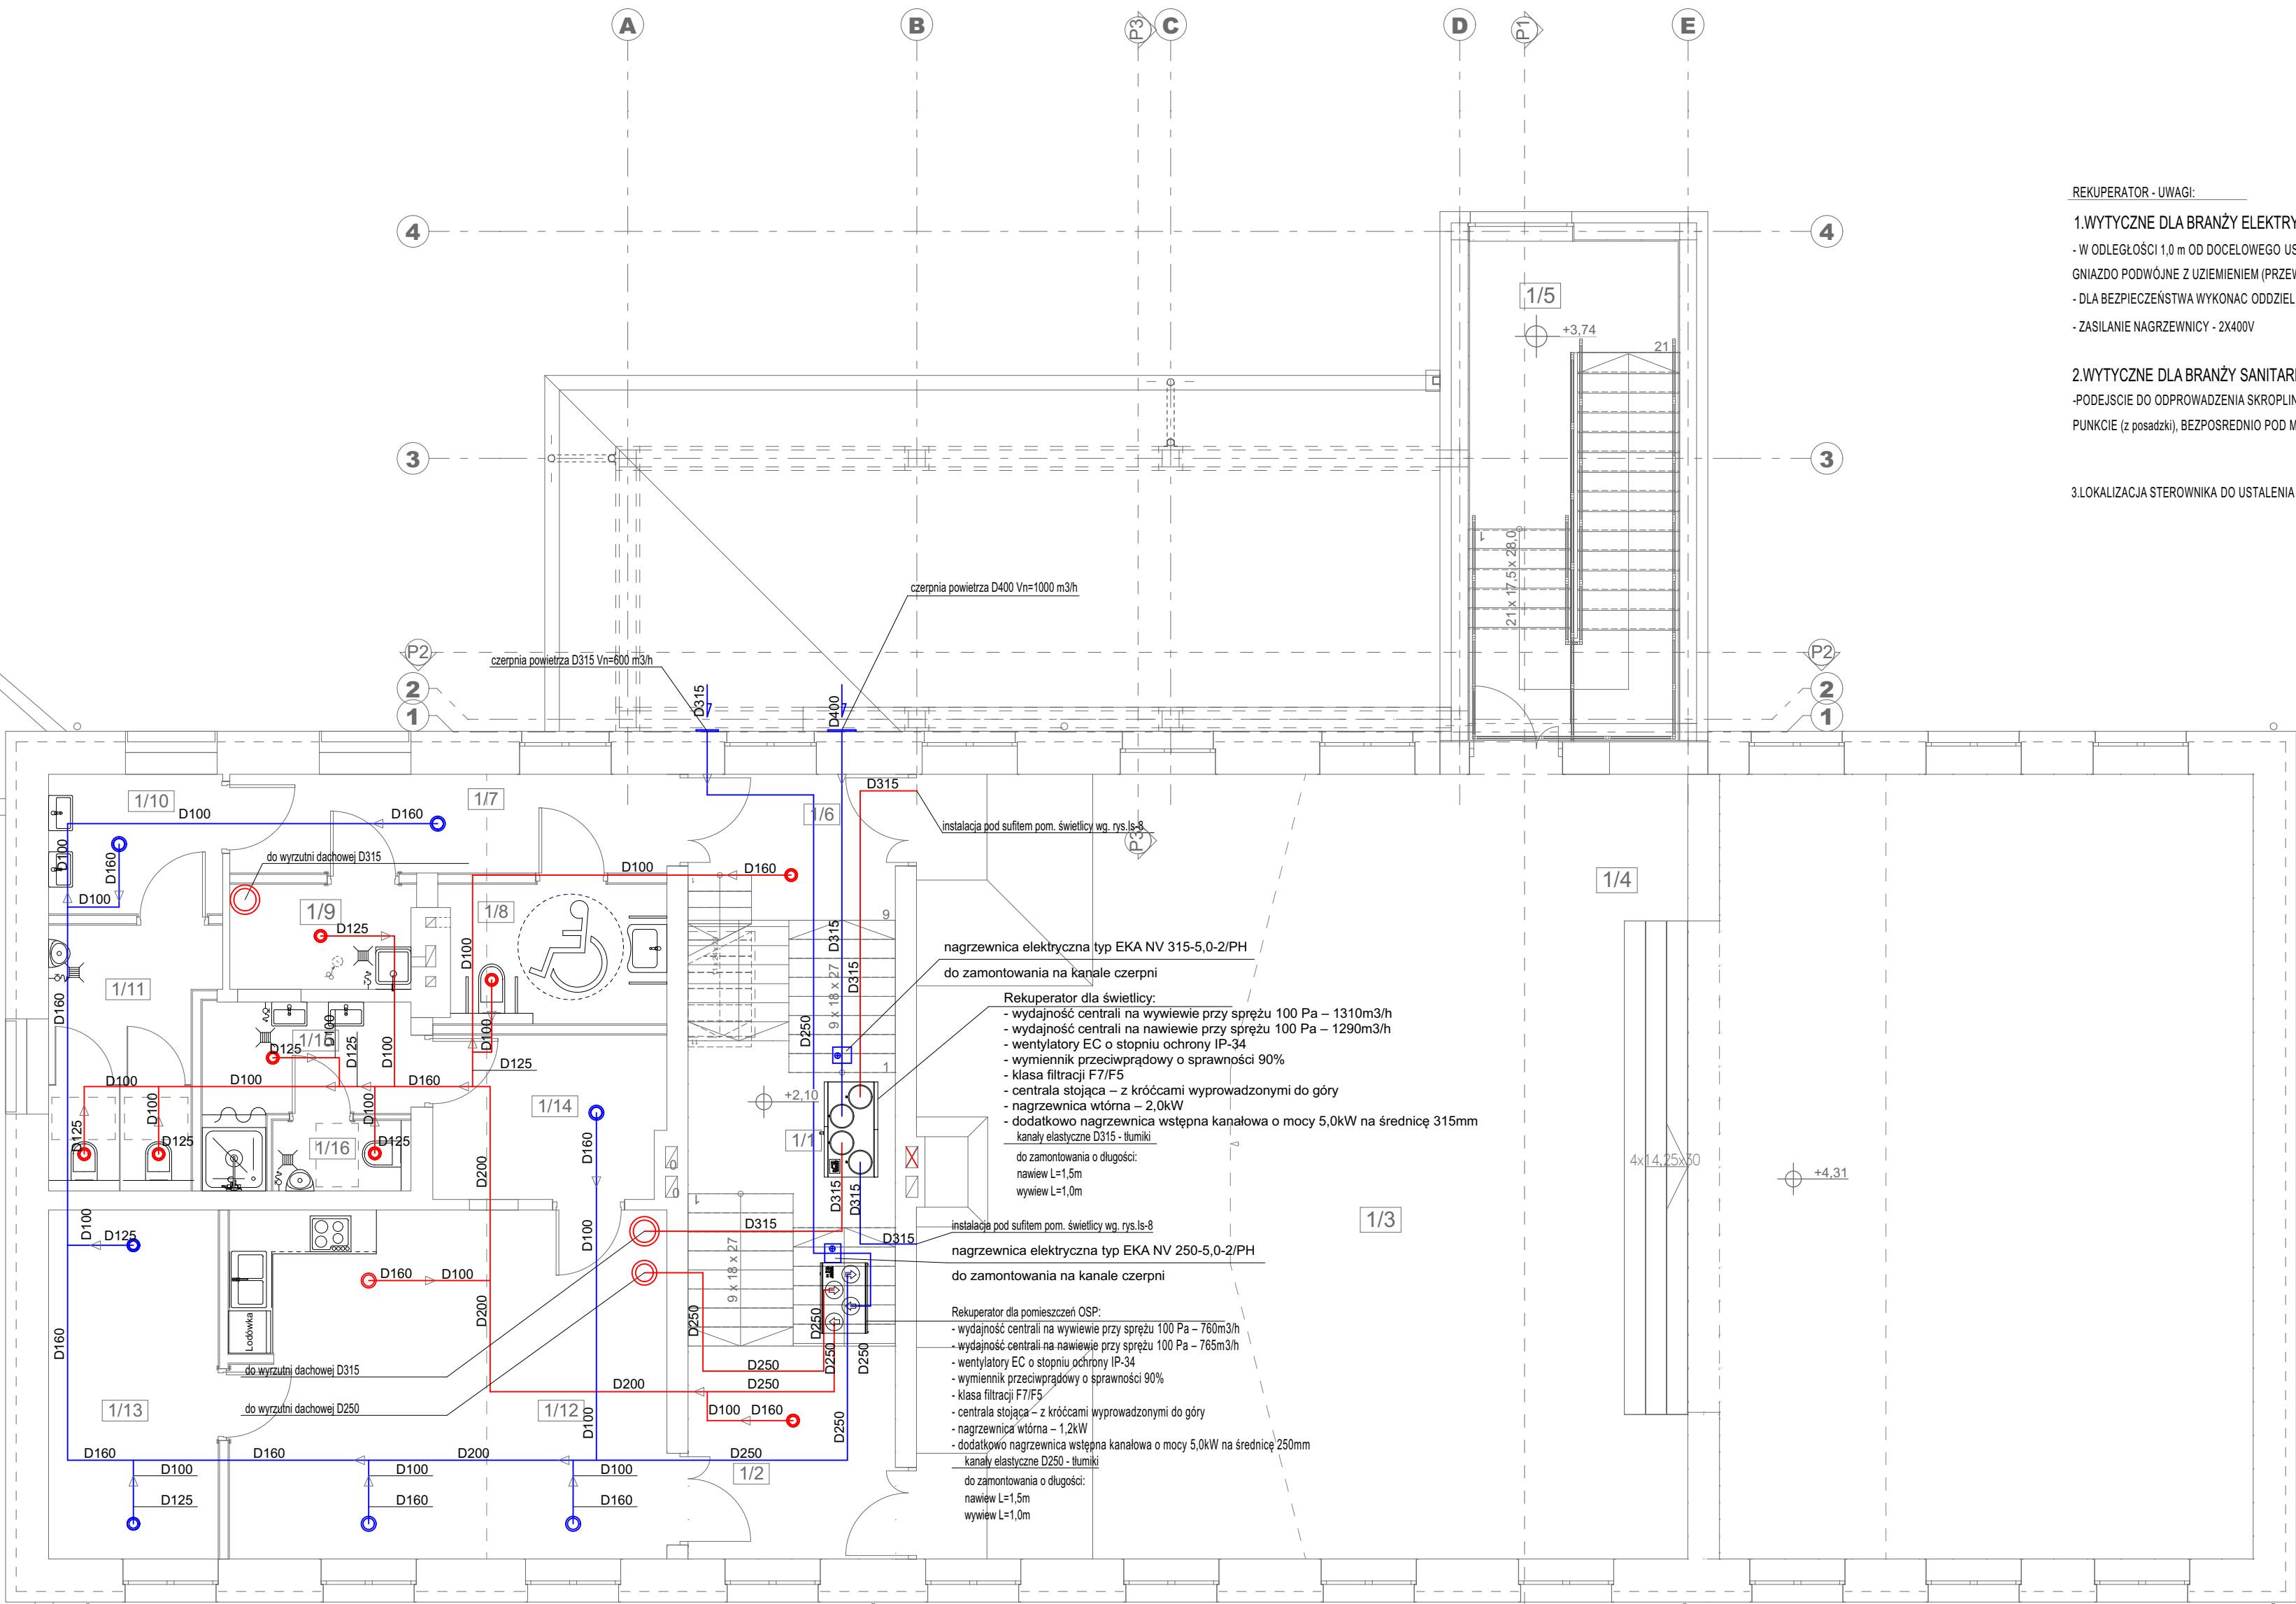 A
B
P3
C
D
P1
E
REKUPERATOR - UWAGI:
1.WYTYCZNE DLA BRANŻY ELEKTRY
- W ODLEGŁOŚCI 1,0 m OD DOCELOWEGO US
GNIAZDO PODWÓJNE Z UZIEMIENIEM (PRZEW
- DLA BEZPIECZEŃSTWA WYKONAC ODDZIEL
- ZASILANIE NAGRZEWNICY - 2X400V
2.WYTYCZNE DLA BRANŻY SANITAR
-PODEJSCIE DO ODPROWADZENIA SKROPLIN
PUNKCIE (z posadzki), BEZPOSREDNIO POD M
3.LOKALIZACJA STEROWNIKA DO USTALENIA
4
4
1/5
+3,74
21
3
3
21 x 17,5 x 28,0
1
czerpnia powietrza D400 Vn=1000 m3/h
P2
P2
czerpnia powietrza D315 Vn=600 m3/h
2
2
1
1
D315
D400
1/10
1/7
1/6
D315
D100
D160
instalacja pod sufitem pom. świetlicy wg. rys.Is-8
P3
D100
D160
do wyrzutni dachowej D315
D100
D160
D100
1/4
1/9
1/8
D125
D100
9
D315
D315
D250
9 x 18 x 27
1
nagrzewnica elektryczna typ EKA NV 315-5,0-2/PH
do zamontowania na kanale czerpni
1/11
D160
Rekuperator dla świetlicy:
- wydajność centrali na wywiewie przy sprężu 100 Pa – 1310m3/h
- wydajność centrali na nawiewie przy sprężu 100 Pa – 1290m3/h
- wentylatory EC o stopniu ochrony IP-34
- wymiennik przeciwprądowy o sprawności 90%
- klasa filtracji F7/F5
- centrala stojąca – z króćcami wyprowadzonymi do góry
- nagrzewnica wtórna – 2,0kW
- dodatkowo nagrzewnica wstępna kanałowa o mocy 5,0kW na średnicę 315mm
kanały elastyczne D315 - tłumiki
do zamontowania o długości:
nawiew L=1,5m
wywiew L=1,0m
1/15
D100
D125
D125
D100
D100
D125
D100
D100
D160
1/14
+2,10
1/1
D125
D100
D125
D100
D125
1/16
D160
D200
0
0
4x14,25x30
+4,31
D315
D315
1/3
D100
D125
D100
D315
instalacja pod sufitem pom. świetlicy wg. rys.Is-8
D315
nagrzewnica elektryczna typ EKA NV 250-5,0-2/PH
do zamontowania na kanale czerpni
D160
D100
D200
9 x 18 x 27
1
Lodówka
D160
D250
D250
D250
D250
Rekuperator dla pomieszczeń OSP:
- wydajność centrali na wywiewie przy sprężu 100 Pa – 760m3/h
- wydajność centrali na nawiewie przy sprężu 100 Pa – 765m3/h
- wentylatory EC o stopniu ochrony IP-34
- wymiennik przeciwprądowy o sprawności 90%
- klasa filtracji F7/F5
- centrala stojąca – z króćcami wyprowadzonymi do góry
- nagrzewnica wtórna – 1,2kW
- dodatkowo nagrzewnica wstępna kanałowa o mocy 5,0kW na średnicę 250mm
kanały elastyczne D250 - tłumiki
do zamontowania o długości:
nawiew L=1,5m
wywiew L=1,0m
do wyrzutni dachowej D315
D250
D200
D250
do wyrzutni dachowej D250
1/13
1/12
D100
D100
D160
D250
D160
D160
D200
D250
1/2
D100
D100
D100
D125
D160
D160